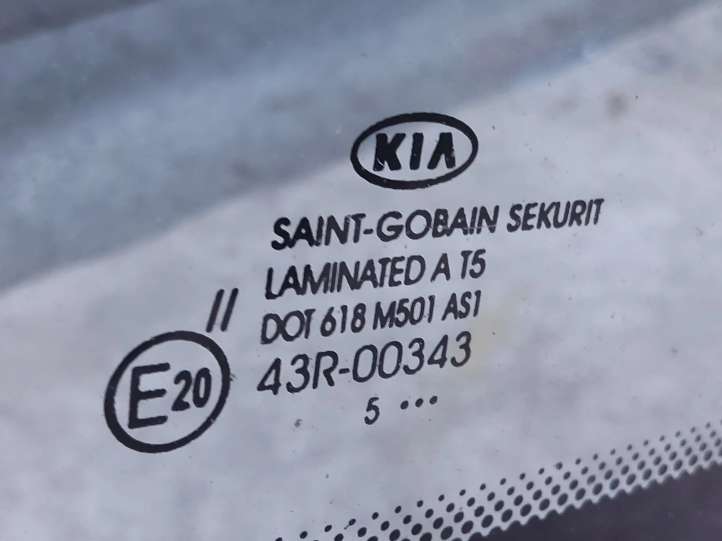 KIA
SAINT-GOBAIN SEKURIT
LAMINATED A T5
II
DOT 618 M501 AS1
E20
43R-00343
5 •••